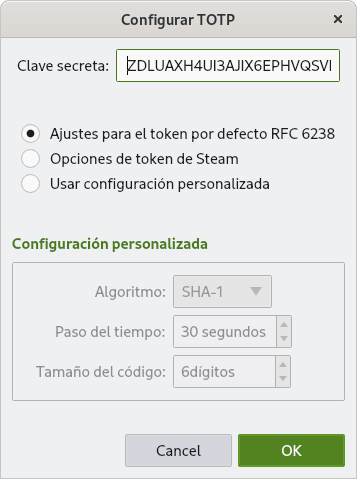 Configurar TOTP
Clave secreta: ZDLUAXH4UI3AJIX6EPHVQSVI
Ajustes para el token por defecto RFC 6238
Opciones de token de Steam
Usar configuración personalizada
Configuración personalizada
Algoritmo: SHA-1
Paso del tiempo: 30 segundos
Tamaño del código: 6dígitos
Cancel OK